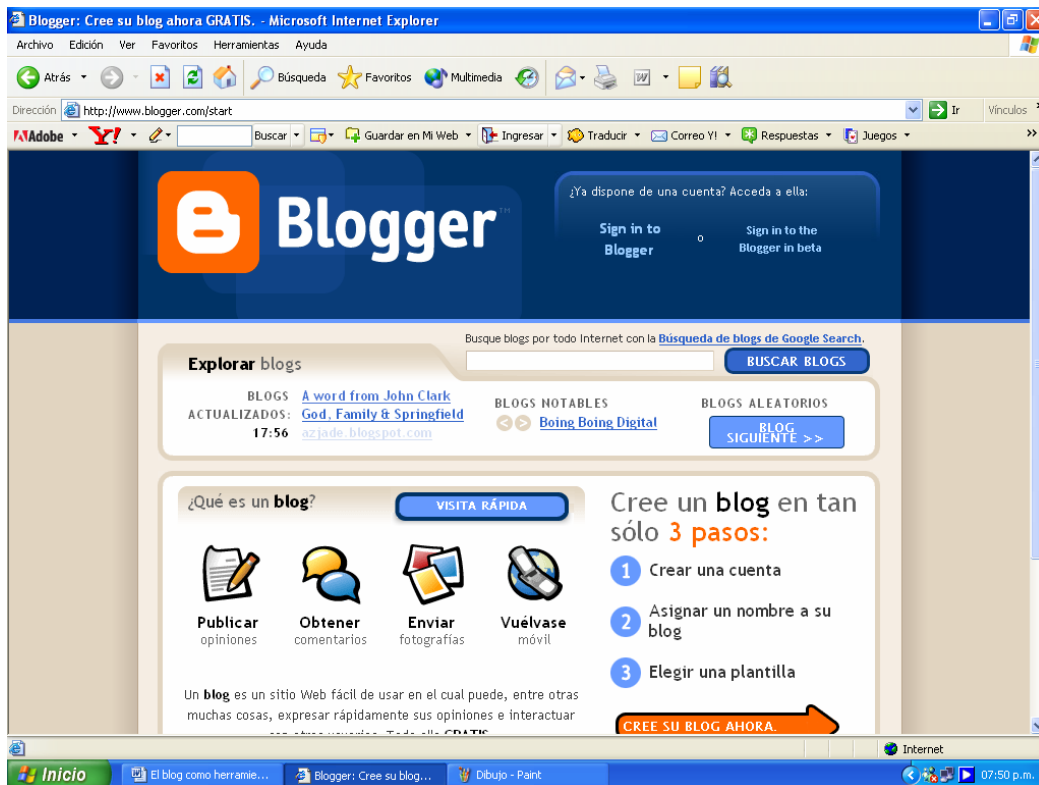 Blogger: Cree su blog ahora GRATIS. - Microsoft Internet Explorer
Archivo Edición Ver Favoritos Herramientas Ayuda
Atrás Búsqueda Favoritos Multimedia
Dirección http://www.blogger.com/start Ir Vínculos
Adobe Y! Buscar Guardar en Mi Web Ingresar Traducir Correo Y! Respuestas Juegos
¿Ya dispone de una cuenta? Acceda a ella:
Blogger™
Sign in to
Blogger
o
Sign in to the
Blogger in beta
Busque blogs por todo Internet con la Búsqueda de blogs de Google Search.
Explorar blogs
BUSCAR BLOGS
BLOGS
ACTUALIZADOS:
17:56
A word from John Clark
God, Family & Springfield
azjade.blogspot.com
BLOGS NOTABLES
Boing Boing Digital
BLOGS ALEATORIOS
BLOG
SIGUIENTE >>
¿Qué es un blog?
VISITA RÁPIDA
Publicar
opiniones
Obtener
comentarios
Enviar
fotografías
Vuélvase
móvil
Un blog es un sitio Web fácil de usar en el cual puede, entre otras
muchas cosas, expresar rápidamente sus opiniones e interactuar
con otros usuarios. Todo ello GRATIS
Cree un blog en tan
sólo 3 pasos:
1 Crear una cuenta
2 Asignar un nombre a su
blog
3 Elegir una plantilla
CREE SU BLOG AHORA.
Internet
Inicio El blog como herramie... Blogger: Cree su blog... Dibujo - Paint 07:50 p.m.